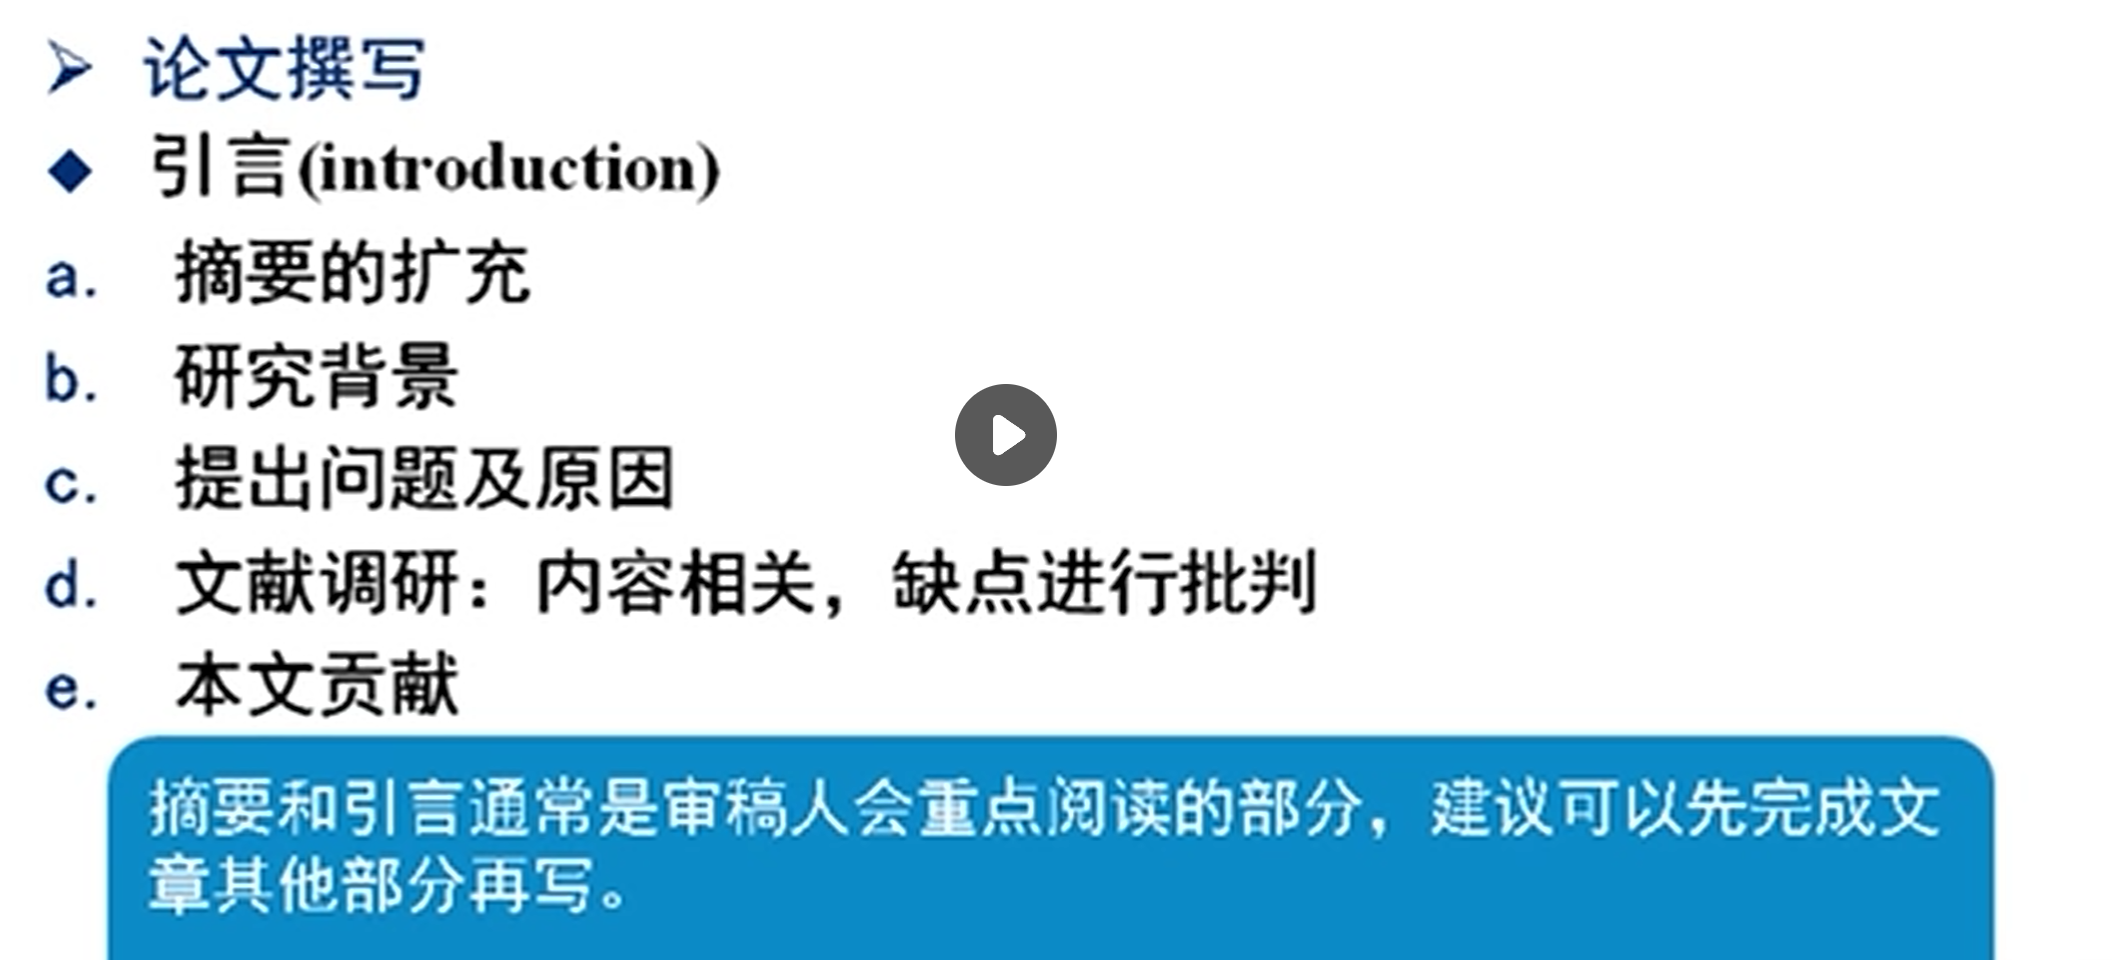 论文撰写
引言(introduction)
a. 摘要的扩充
b. 研究背景
c. 提出问题及原因
d. 文献调研：内容相关，缺点进行批判
e. 本文贡献
摘要和引言通常是审稿人会重点阅读的部分，建议可以先完成文
章其他部分再写。